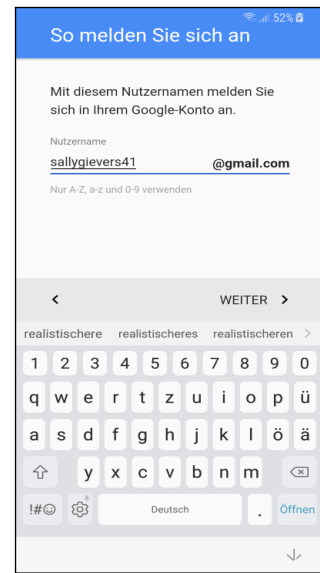 52%
So melden Sie sich an
Mit diesem Nutzernamen melden Sie
sich in Ihrem Google-Konto an.
Nutzername
sallygievers41 @gmail.com
Nur A-Z, a-z und 0-9 verwenden
< WEITER >
realistischere realistischeres realistischeren >
1 2 3 4 5 6 7 8 9 0
q w e r t z u i o p ü
a s d f g h j k l ö ä
y x c v b n m
!#☺ Deutsch . Öffnen